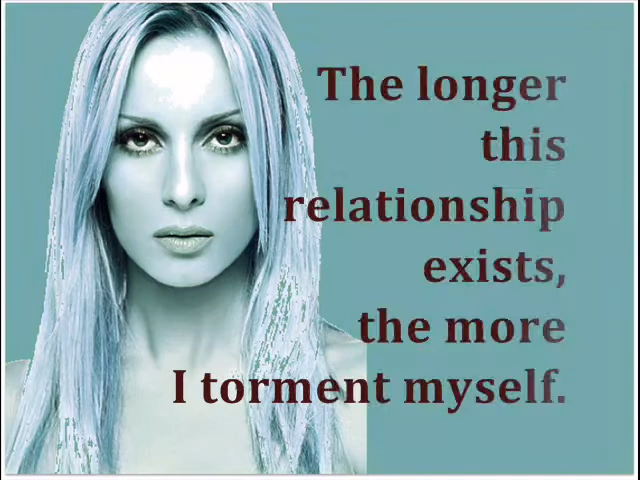 The longer
this
relationship
exists,
the more
I torment myself.